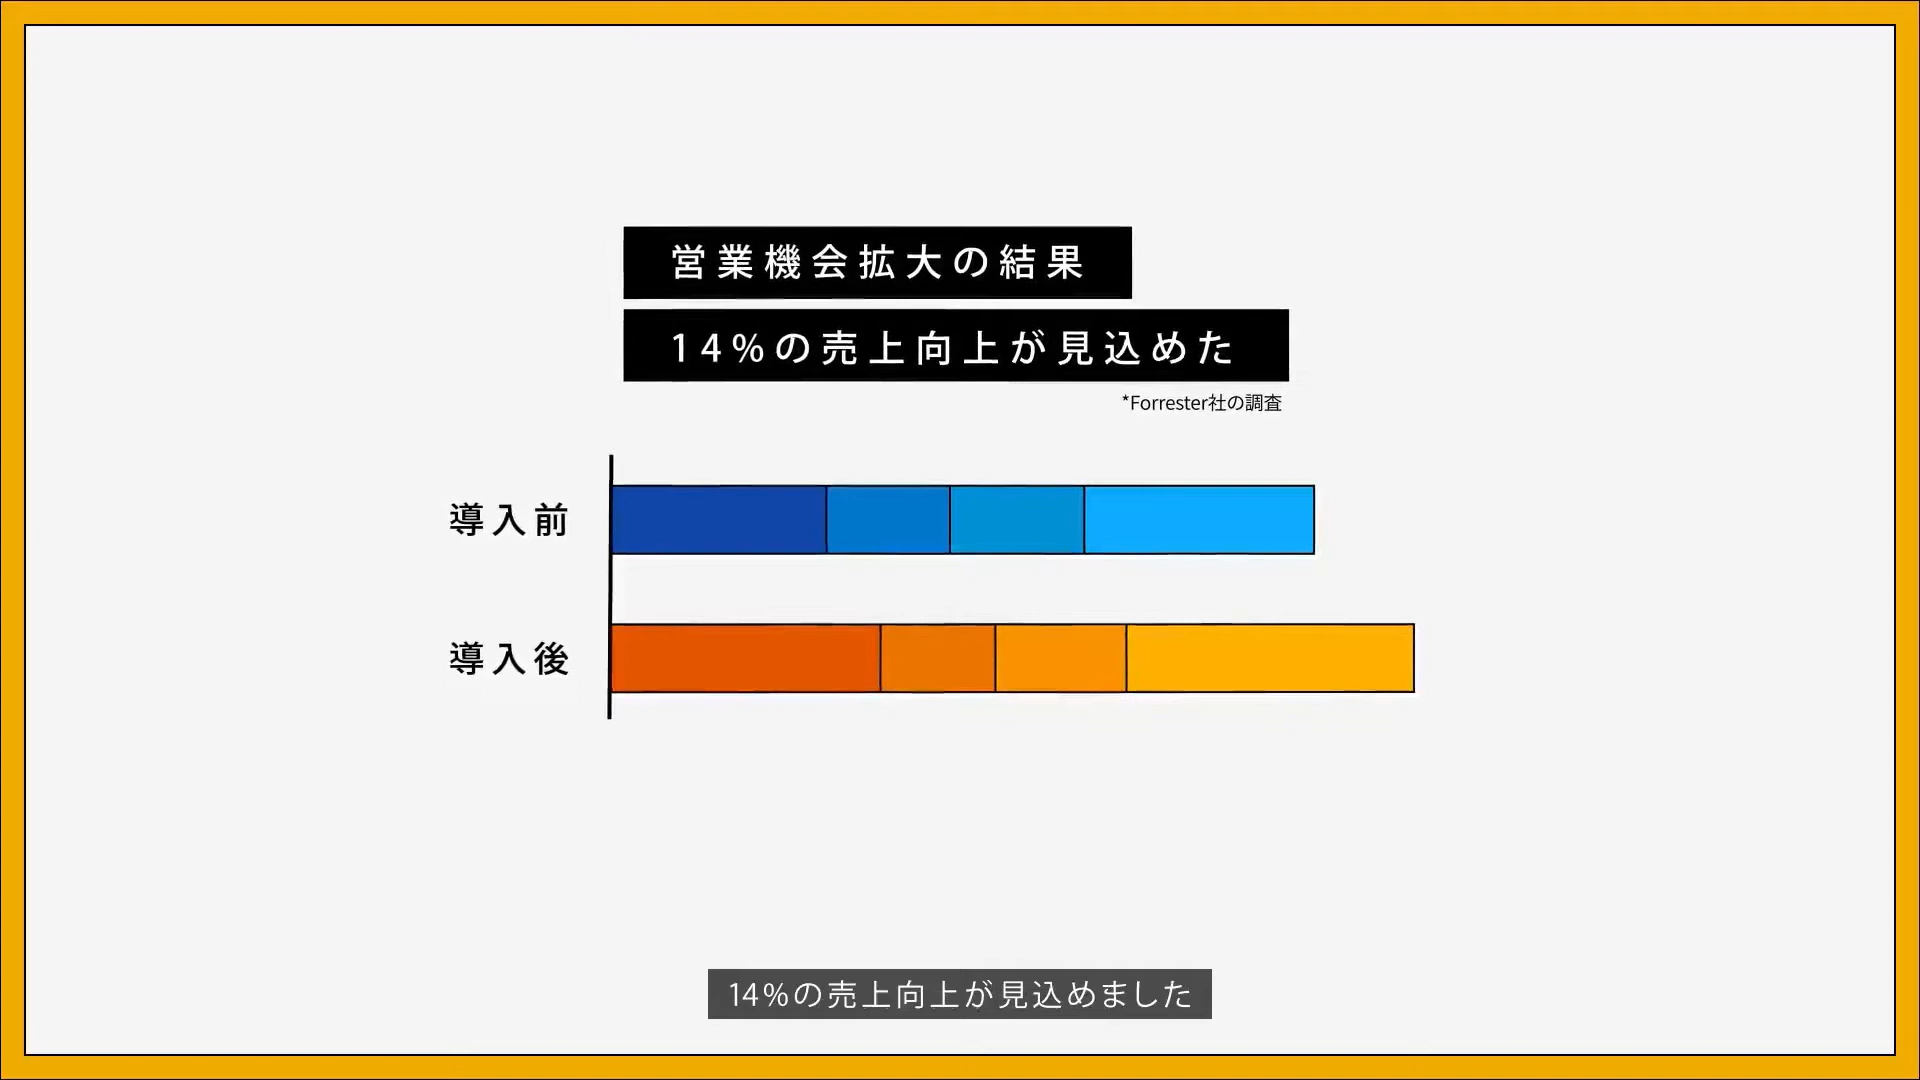 営業機会拡大の結果
14%の売上向上が見込めた
*Forrester社の調査
導入前
導入後
14%の売上向上が見込めました